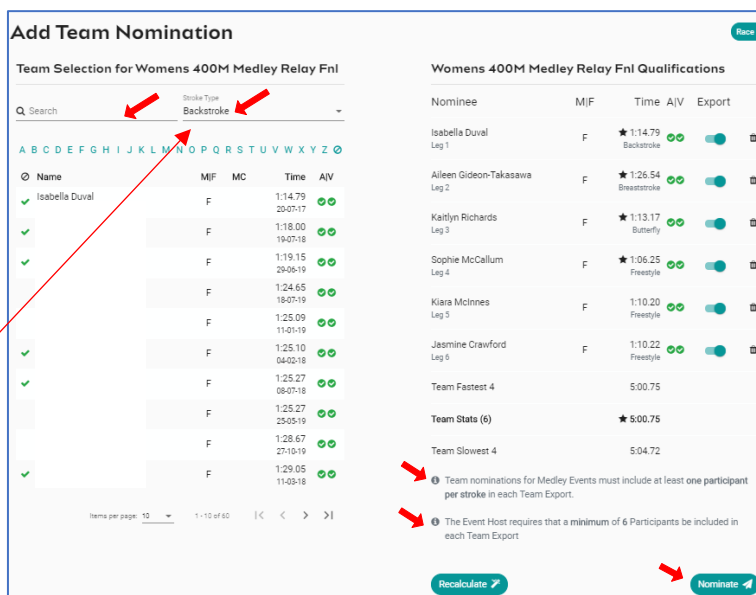 Add Team Nomination
Race
Team Selection for Womens 400M Medley Relay Fnl
Search
Stroke Type
Backstroke
A B C D E F G H I J K L M N O P Q R S T U V W X Y Z
Name M|F MC Time A|V
Isabella Duval F 1:14.79
20-07-17
F 1:18.00
19-07-18
F 1:19.15
29-06-19
F 1:24.65
18-07-19
F 1:25.09
11-01-19
F 1:25.10
04-02-18
F 1:25.27
08-07-18
F 1:25.27
25-05-19
F 1:28.67
27-10-19
F 1:29.05
11-03-18
Items per page: 10 1 - 10 of 60 |< < > >|
Womens 400M Medley Relay Fnl Qualifications
Nominee M|F Time A|V Export
Isabella Duval F ★ 1:14.79
Leg 1 Backstroke
Aileen Gideon-Takasawa F ★ 1:26.54
Leg 2 Breaststroke
Kaitlyn Richards F ★ 1:13.17
Leg 3 Butterfly
Sophie McCallum F ★ 1:06.25
Leg 4 Freestyle
Kiara McInnes F 1:10.20
Leg 5 Freestyle
Jasmine Crawford F 1:10.22
Leg 6 Freestyle
Team Fastest 4 5:00.75
Team Stats (6) ★ 5:00.75
Team Slowest 4 5:04.72
Team nominations for Medley Events must include at least one participant
per stroke in each Team Export.
The Event Host requires that a minimum of 6 Participants be included in
each Team Export
Recalculate
Nominate